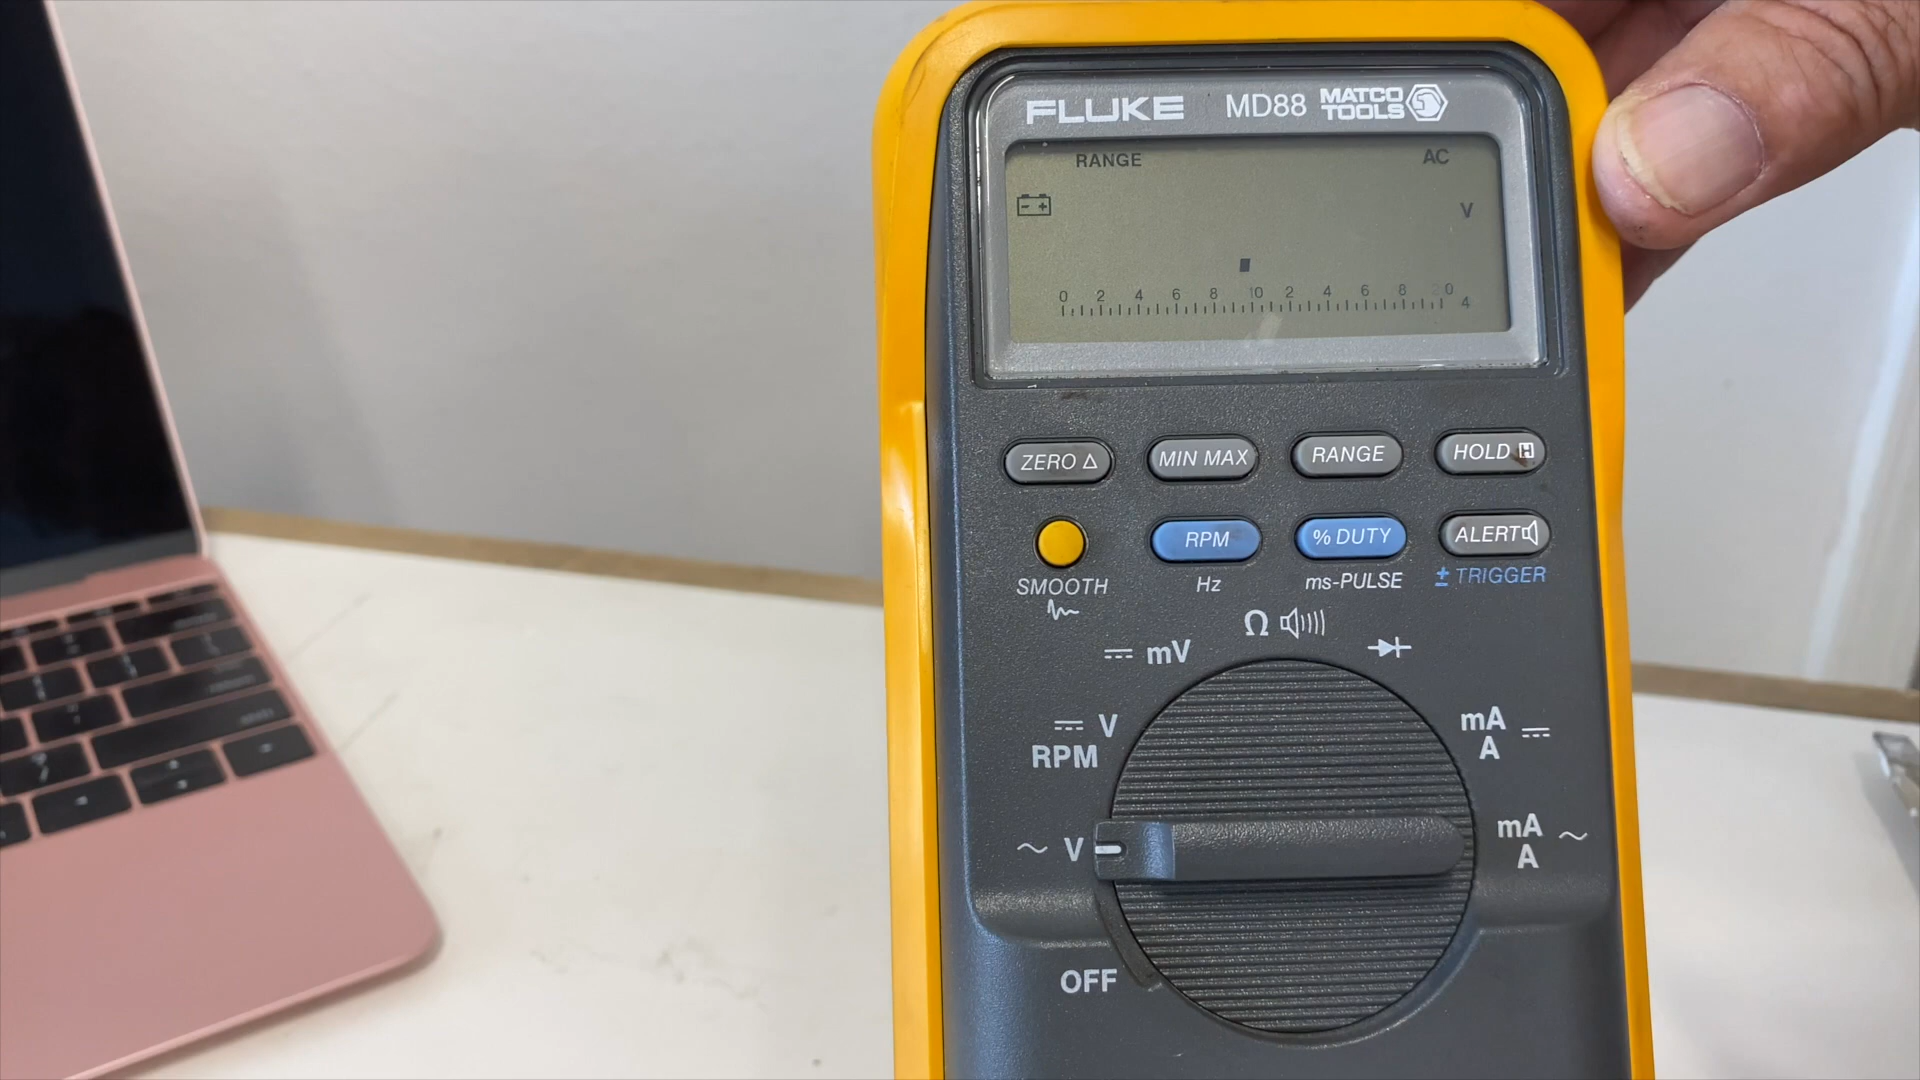 FLUKE MD88 MATCO TOOLS
RANGE AC
V
0 2 4 6 8 10 2 4 6 8 0
4
ZERO Δ MIN MAX RANGE HOLD H
RPM % DUTY ALERT
SMOOTH Hz ms-PULSE ± TRIGGER
Ω
mV
V
RPM
mA
A
~ V
mA
A ~
OFF